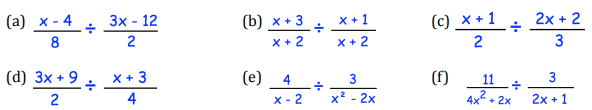 (a) (x - 4)/8 ÷ (3x - 12)/2 (b) (x + 3)/(x + 2) ÷ (x + 1)/(x + 2) (c) (x + 1)/2 ÷ (2x + 2)/3
(d) (3x + 9)/2 ÷ (x + 3)/4 (e) 4/(x - 2) ÷ 3/(x² - 2x) (f) 11/(4x² + 2x) ÷ 3/(2x + 1)